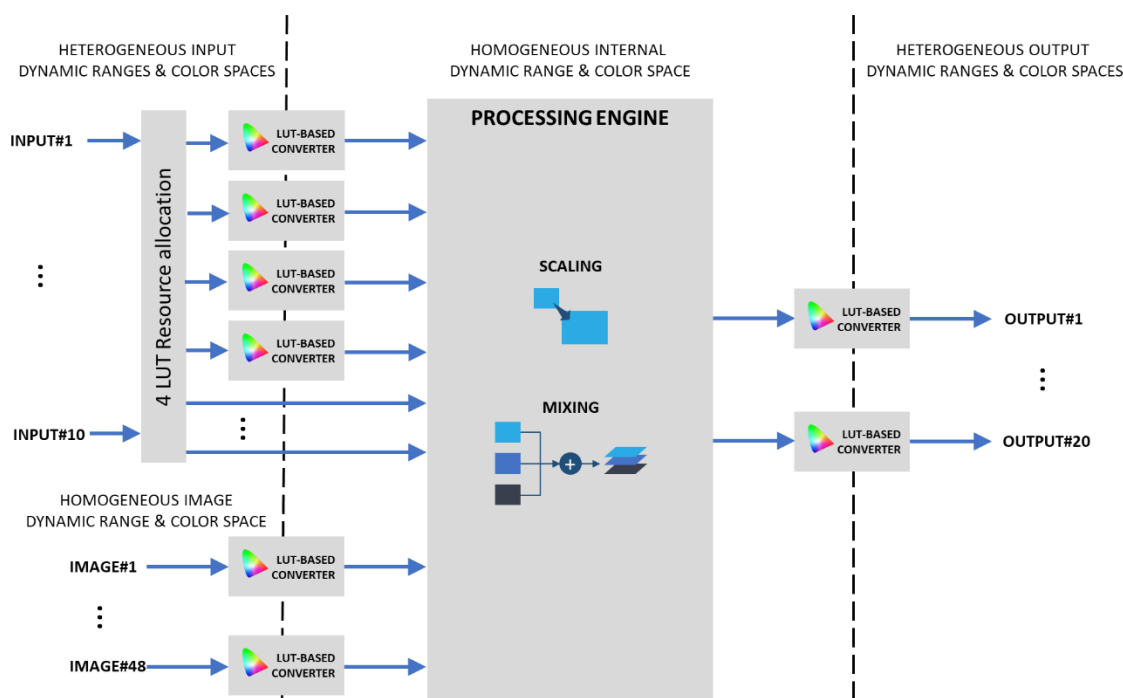 HETEROGENEOUS INPUT
DYNAMIC RANGES & COLOR SPACES
HOMOGENEOUS INTERNAL
DYNAMIC RANGE & COLOR SPACE
HETEROGENEOUS OUTPUT
DYNAMIC RANGES & COLOR SPACES
PROCESSING ENGINE
INPUT#1
4 LUT Resource allocation
LUT-BASED
CONVERTER
LUT-BASED
CONVERTER
LUT-BASED
CONVERTER
LUT-BASED
CONVERTER
INPUT#10
SCALING
MIXING
LUT-BASED
CONVERTER
OUTPUT#1
LUT-BASED
CONVERTER
OUTPUT#20
HOMOGENEOUS IMAGE
DYNAMIC RANGE & COLOR SPACE
IMAGE#1
LUT-BASED
CONVERTER
IMAGE#48
LUT-BASED
CONVERTER